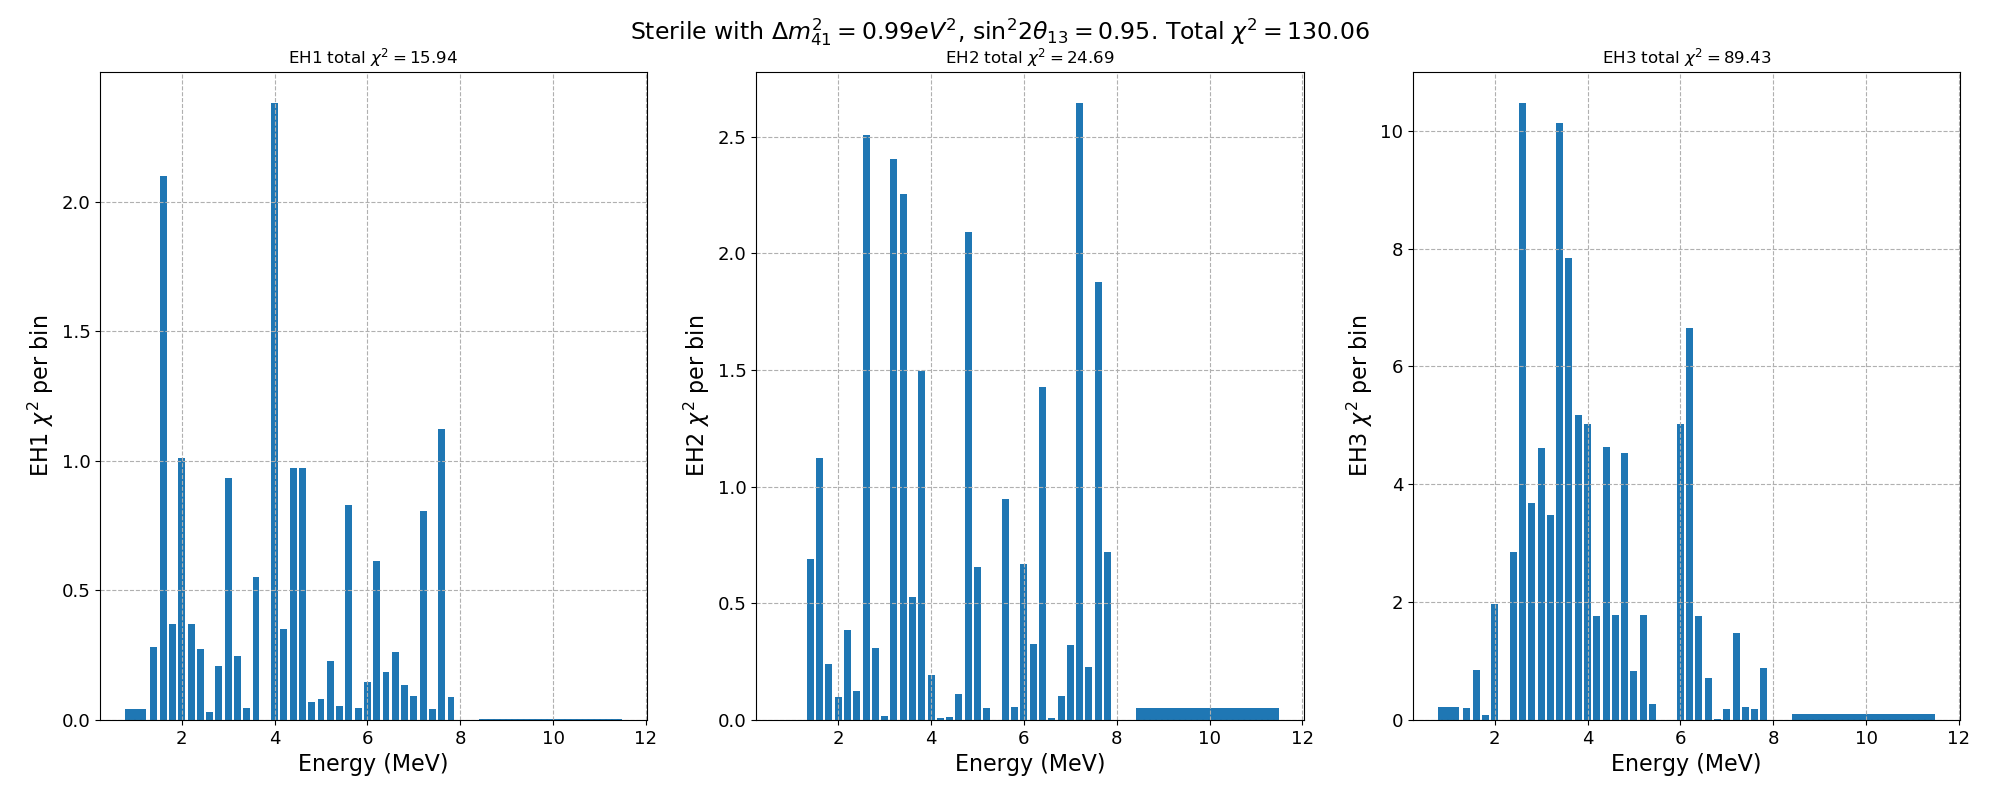 Sterile with Δm²₄₁ = 0.99eV², sin²2θ₁₃ = 0.95. Total χ² = 130.06
EH1 total χ² = 15.94
EH1 χ² per bin
2.0
1.5
1.0
0.5
0.0
2 4 6 8 10 12
Energy (MeV)
EH2 total χ² = 24.69
EH2 χ² per bin
2.5
2.0
1.5
1.0
0.5
0.0
2 4 6 8 10 12
Energy (MeV)
EH3 total χ² = 89.43
EH3 χ² per bin
10
8
6
4
2
0
2 4 6 8 10 12
Energy (MeV)